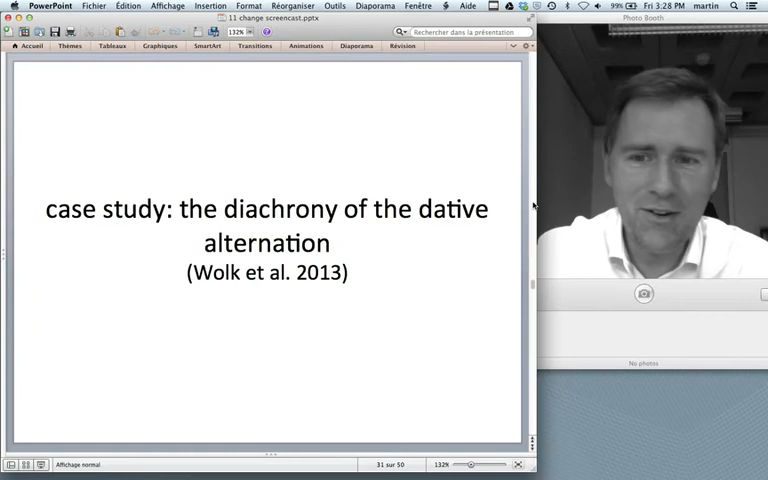 PowerPoint Fichier Édition Affichage Insertion Format Réorganiser Outils Diaporama Fenêtre Aide 99% Fri 3:28 PM martin
11 change screencast.pptx
Photo Booth
132% Rechercher dans la présentation
Accueil Thèmes Tableaux Graphiques SmartArt Transitions Animations Diaporama Révision
case study: the diachrony of the dative
alternation
(Wolk et al. 2013)
No photos
Affichage normal 31 sur 50 132%